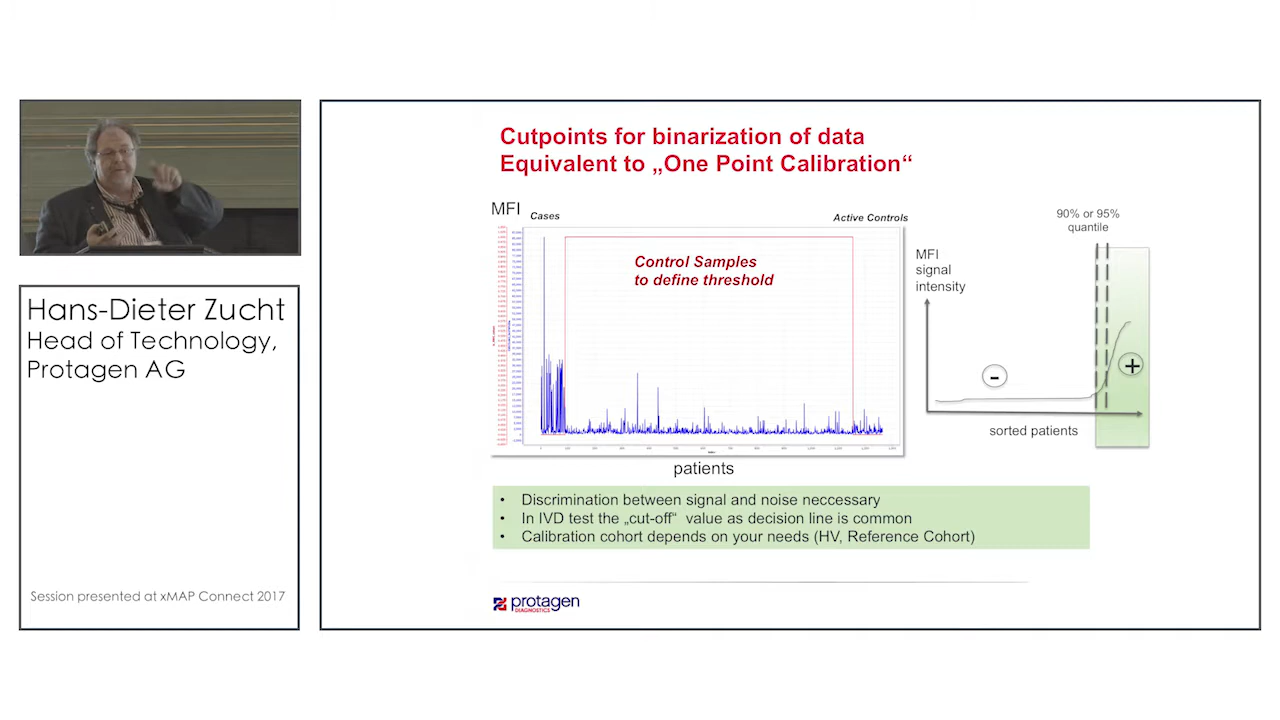 Hans-Dieter Zucht
Head of Technology,
Protagen AG
Session presented at xMAP Connect 2017
Cutpoints for binarization of data
Equivalent to „One Point Calibration“
MFI
Cases
Active Controls
Control Samples
to define threshold
patients
90% or 95%
quantile
MFI
signal
intensity
-
+
sorted patients
• Discrimination between signal and noise neccessary
• In IVD test the „cut-off“ value as decision line is common
• Calibration cohort depends on your needs (HV, Reference Cohort)
protagen
DIAGNOSTICS